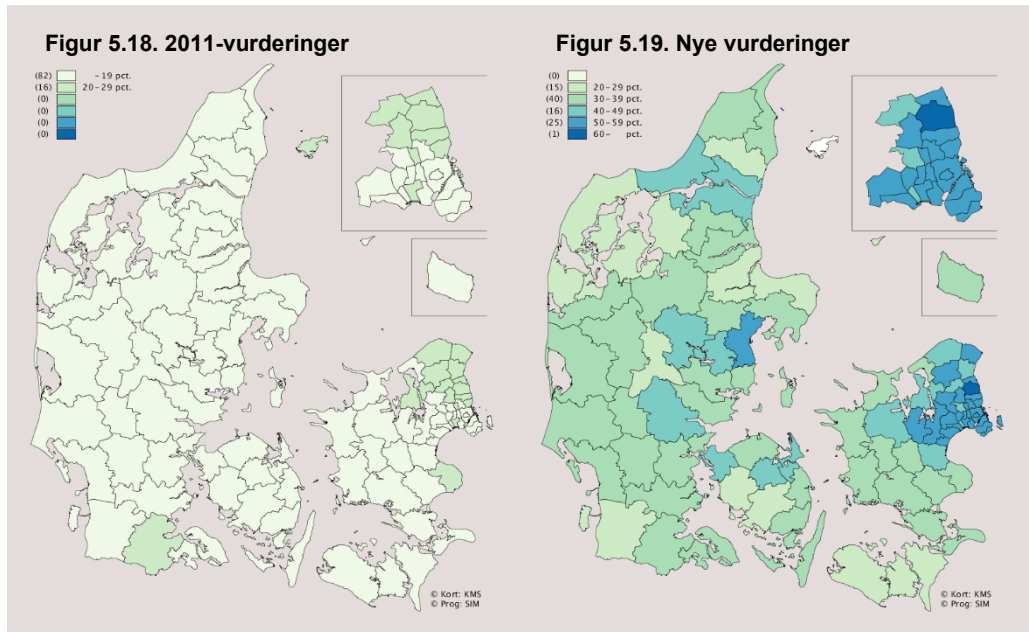 Figur 5.18. 2011-vurderinger
(82) -19 pct.
(16) 20-29 pct.
(0)
(0)
(0)
(0)
© Kort: KMS
© Prog: SIM
Figur 5.19. Nye vurderinger
(0)
(15) 20-29 pct.
(40) 30-39 pct.
(16) 40-49 pct.
(25) 50-59 pct.
(1) 60- pct.
© Kort: KMS
© Prog: SIM